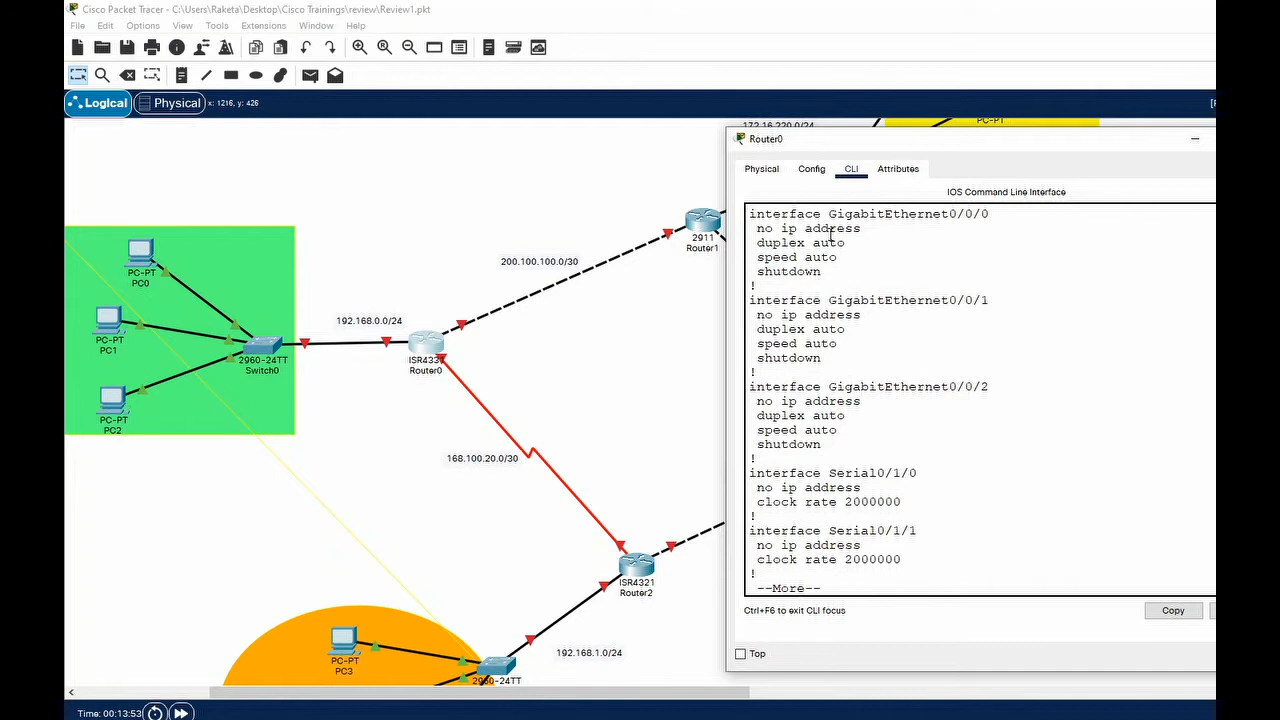 Cisco Packet Tracer - C:\Users\Raketa\Desktop\Cisco Trainings\review\Review1.pkt
File Edit Options View Tools Extensions Window Help
Logical Physical x: 1216, y: 426
172.16.220.0/24
PC-PT
Router0
Physical Config CLI Attributes
IOS Command Line Interface
interface GigabitEthernet0/0/0
no ip address
duplex auto
speed auto
shutdown
!
interface GigabitEthernet0/0/1
no ip address
duplex auto
speed auto
shutdown
!
interface GigabitEthernet0/0/2
no ip address
duplex auto
speed auto
shutdown
!
interface Serial0/1/0
no ip address
clock rate 2000000
!
interface Serial0/1/1
no ip address
clock rate 2000000
!
--More--
Ctrl+F6 to exit CLI focus
Copy
Top
2911
Router1
200.100.100.0/30
PC-PT
PC0
192.168.0.0/24
PC-PT
PC1
2960-24TT
Switch0
Router0
PC-PT
PC2
168.100.20.0/30
ISR4321
Router2
192.168.1.0/24
PC-PT
PC3
2960-24TT
Time: 00:13:53